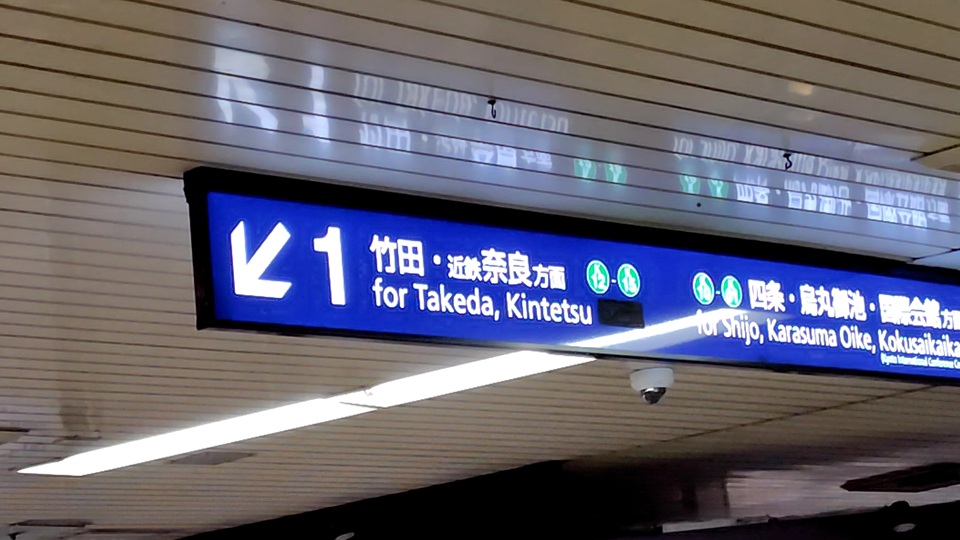 1 竹田・近鉄奈良方面
for Takeda, Kintetsu
四条・烏丸御池・国際会館方面
for Shijo, Karasuma Oike, Kokusaikaika